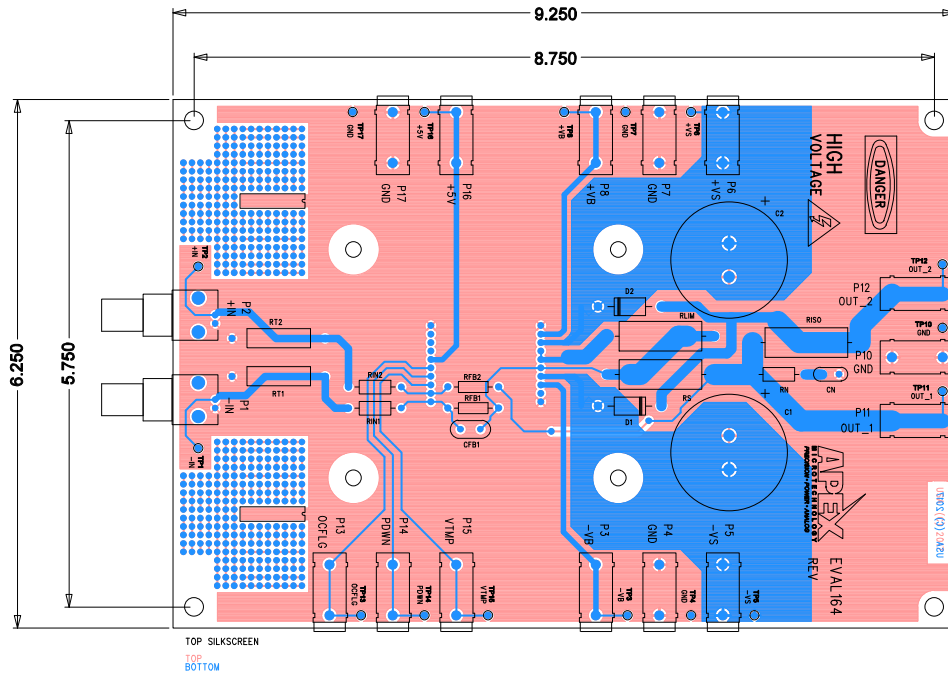 9.250
8.750
6.250
5.750
TP17
GND
P17
GND
TP16
+5V
P16
+5V
+VB
P8
+VB
TP7
GND
P7
GND
+VS
P6
+VS
HIGH
VOLTAGE
DANGER
C2
TP2
+IN
P2
+IN
RT2
RT1
P1
-IN
TP1
-IN
RIN2
RIN1
RFB2
RFB1
CFB1
D2
RLIM
RS
D1
RISO
RN
CN
C1
TP12
OUT_2
P12
OUT_2
TP10
GND
P10
GND
TP11
OUT_1
P11
OUT_1
APEX
MICROTECHNOLOGY
PRECISION•POWER•ANALOG
EVAL164
REV
P13
OCFLG
TP13
OCFLG
P14
PDWN
TP14
PDWN
P15
VTMP
TP15
VTMP
P3
-VB
TP3
-VB
P4
GND
TP4
GND
P5
-VS
TP5
-VS
TOP SILKSCREEN
TOP
BOTTOM